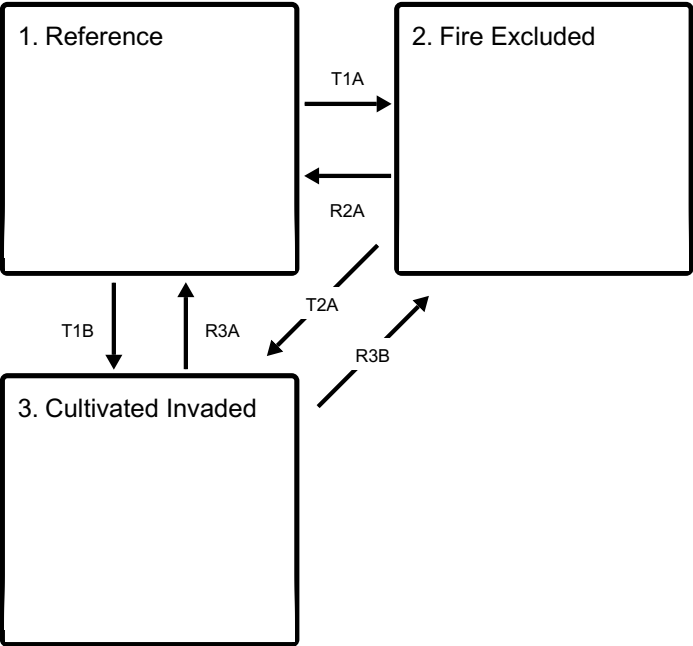 1. Reference
2. Fire Excluded
T1A
R2A
T2A
T1B
R3A
R3B
3. Cultivated Invaded